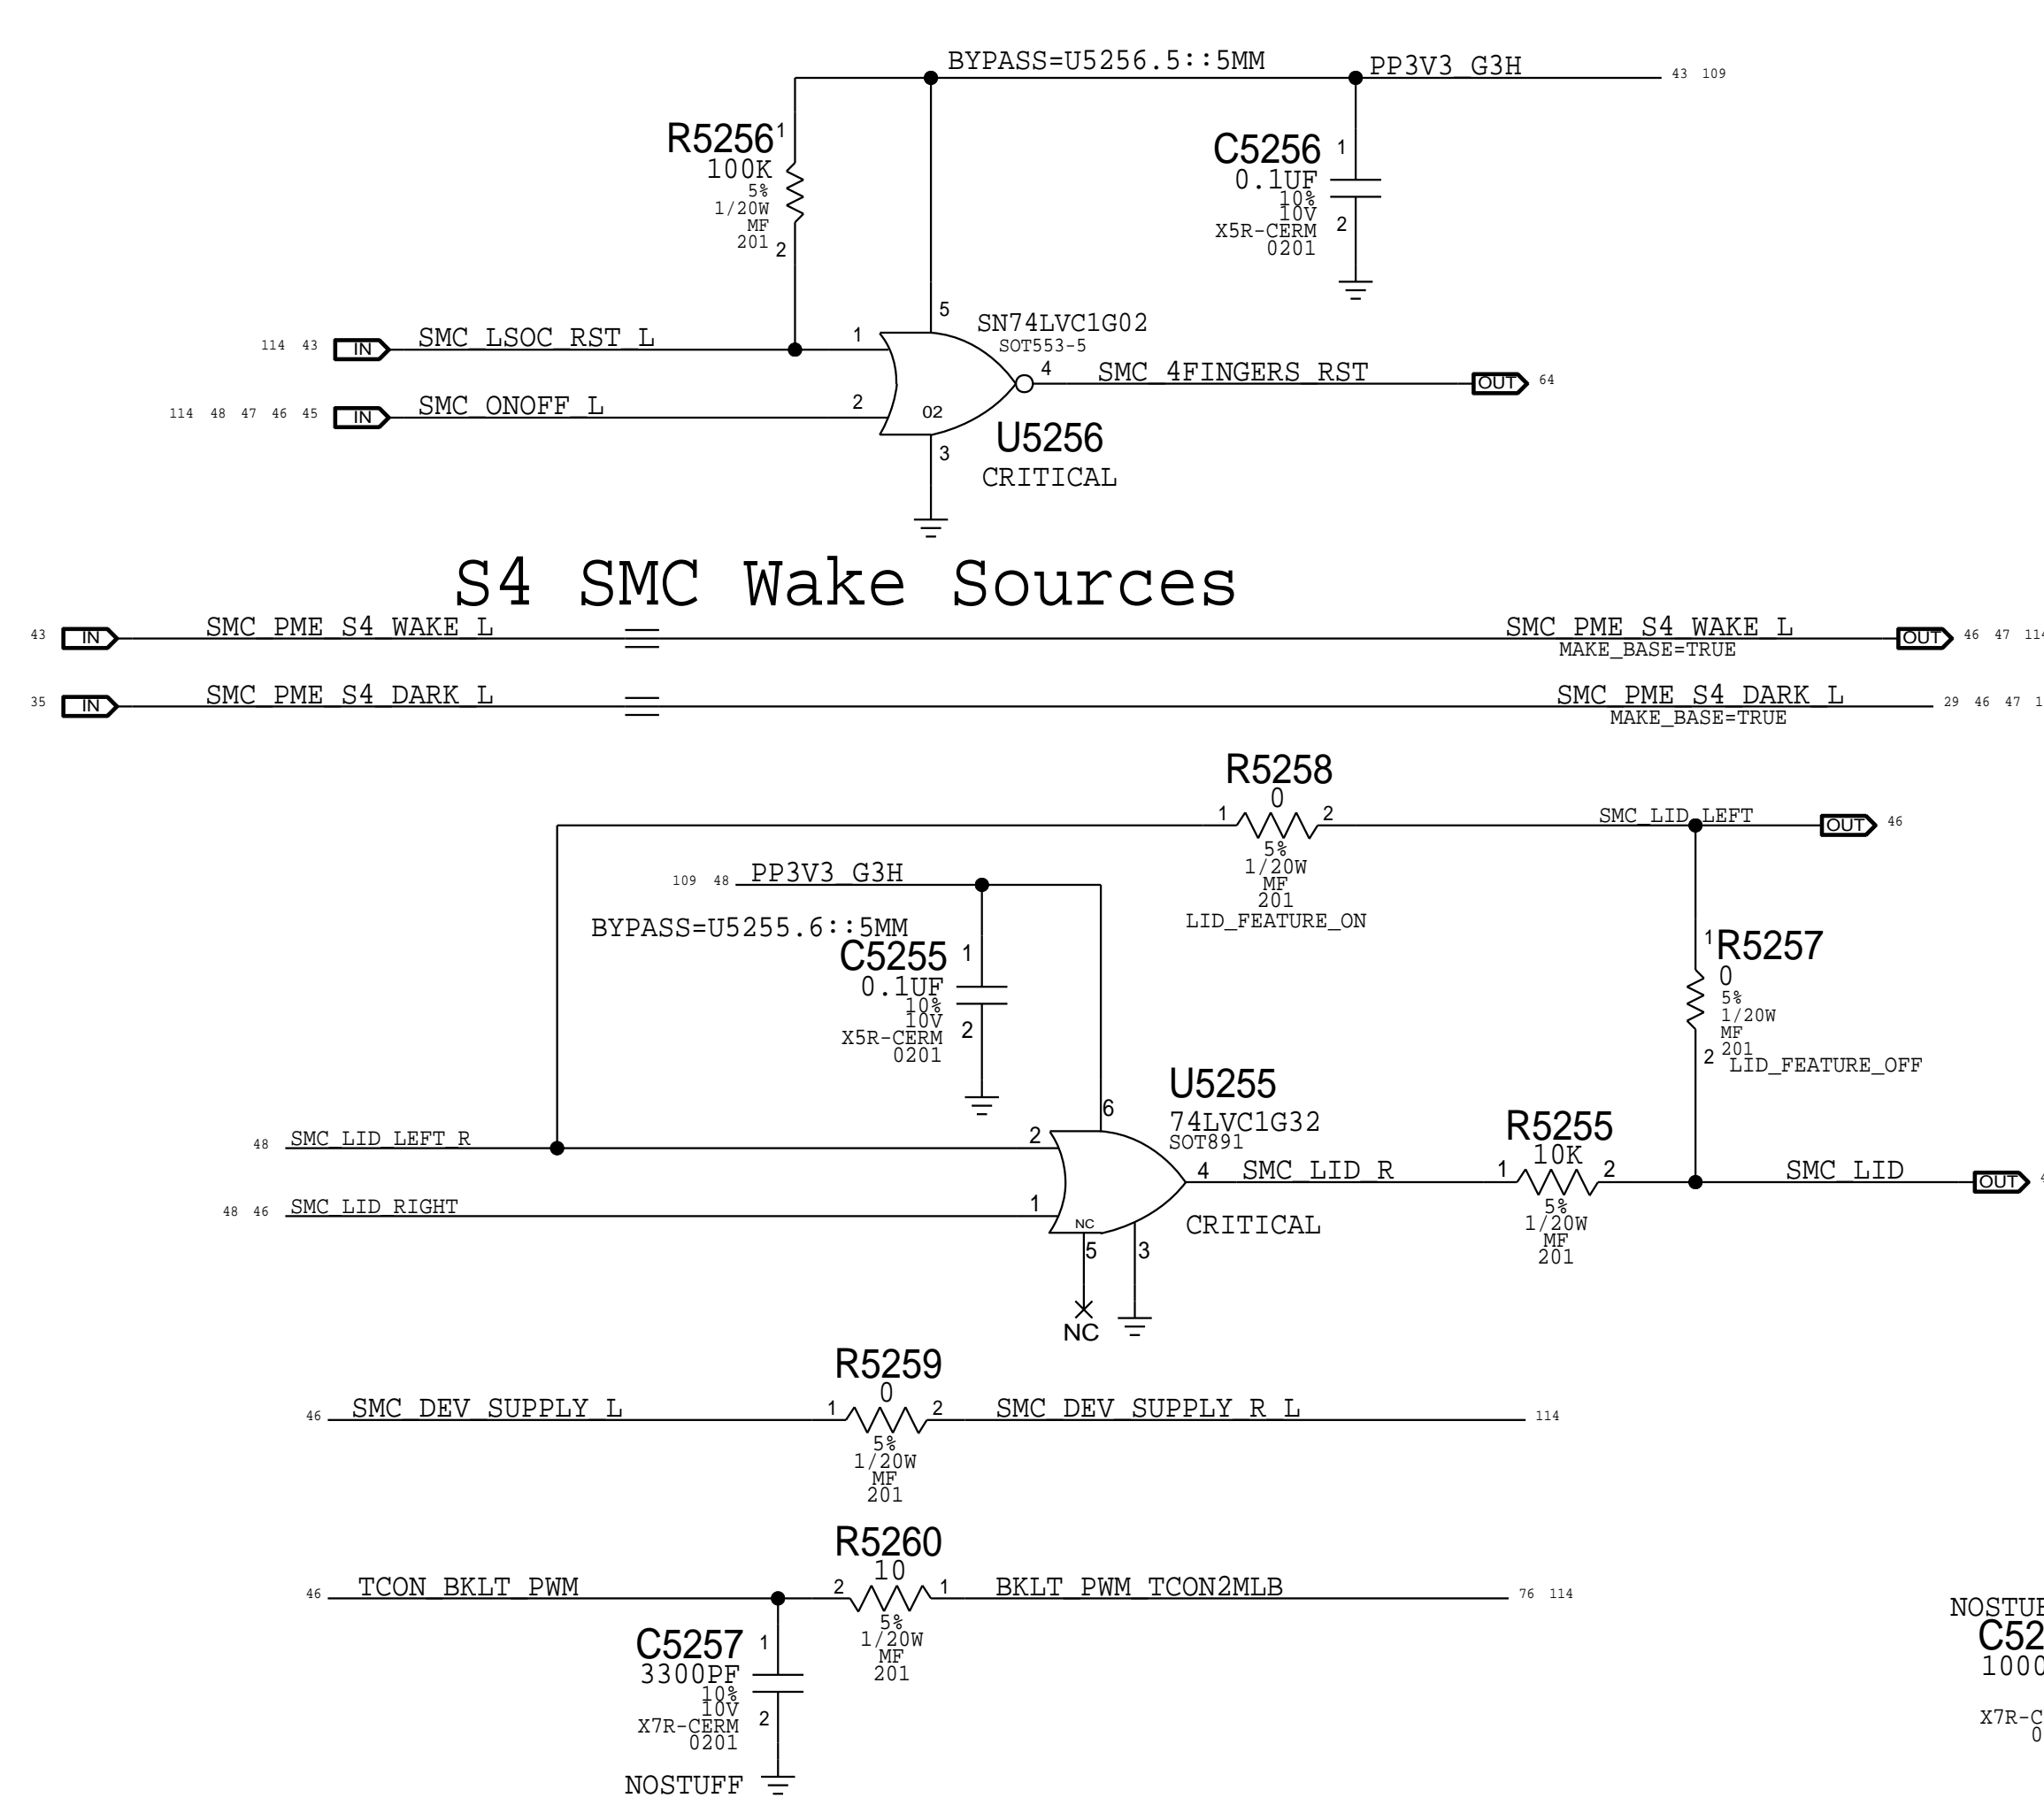 BYPASS=U5256.5::5MM
PP3V3_G3H
43 109
R5256
1
100K
5%
1/20W
MF
201
2
C5256
1
0.1UF
10%
10V
X5R-CERM
0201
2
5
SN74LVC1G02
SOT553-5
114 43
IN
SMC_LSOC_RST_L
1
4
SMC_4FINGERS_RST
OUT
64
114 48 47 46 45
IN
SMC_ONOFF_L
2
02
U5256
3
CRITICAL
S4 SMC Wake Sources
43
IN
SMC_PME_S4_WAKE_L
SMC_PME_S4_WAKE_L
MAKE_BASE=TRUE
OUT
46 47 114
35
IN
SMC_PME_S4_DARK_L
SMC_PME_S4_DARK_L
MAKE_BASE=TRUE
29 46 47 1
R5258
0
1
2
5%
1/20W
MF
201
LID_FEATURE_ON
SMC_LID_LEFT
OUT
46
109 48
PP3V3_G3H
BYPASS=U5255.6::5MM
C5255
1
0.1UF
10%
10V
X5R-CERM
0201
2
1
R5257
0
5%
1/20W
MF
201
2
LID_FEATURE_OFF
U5255
6
74LVC1G32
SOT891
48
SMC_LID_LEFT_R
2
4
SMC_LID_R
R5255
10K
1
2
5%
1/20W
MF
201
SMC_LID
OUT
48 46
SMC_LID_RIGHT
1
NC
CRITICAL
5
3
NC
R5259
0
46
SMC_DEV_SUPPLY_L
1
2
SMC_DEV_SUPPLY_R_L
114
5%
1/20W
MF
201
R5260
10
46
TCON_BKLT_PWM
2
1
BKLT_PWM_TCON2MLB
76 114
5%
1/20W
MF
201
C5257
1
3300PF
10%
10V
X7R-CERM
0201
2
NOSTUFF
NOSTUF
C52
1000
X7R-C
0